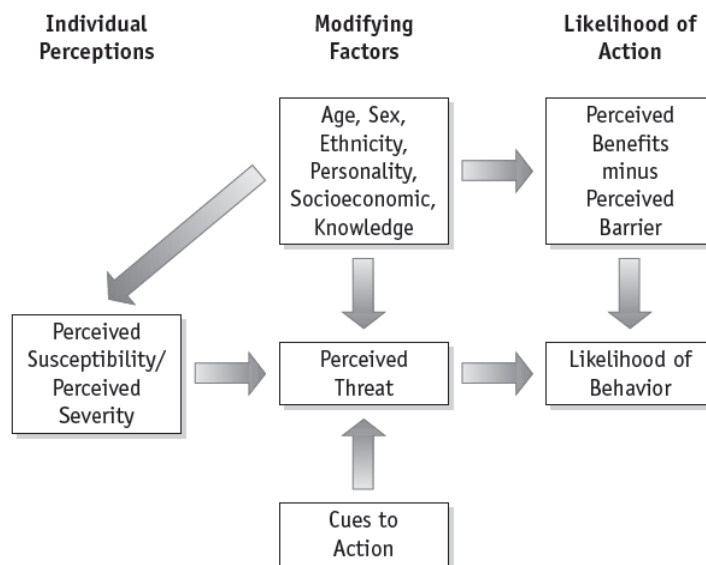 Individual
Perceptions
Modifying
Factors
Likelihood of
Action
Age, Sex,
Ethnicity,
Personality,
Socioeconomic,
Knowledge
Perceived
Benefits
minus
Perceived
Barrier
Perceived
Susceptibility/
Perceived
Severity
Perceived
Threat
Likelihood of
Behavior
Cues to
Action